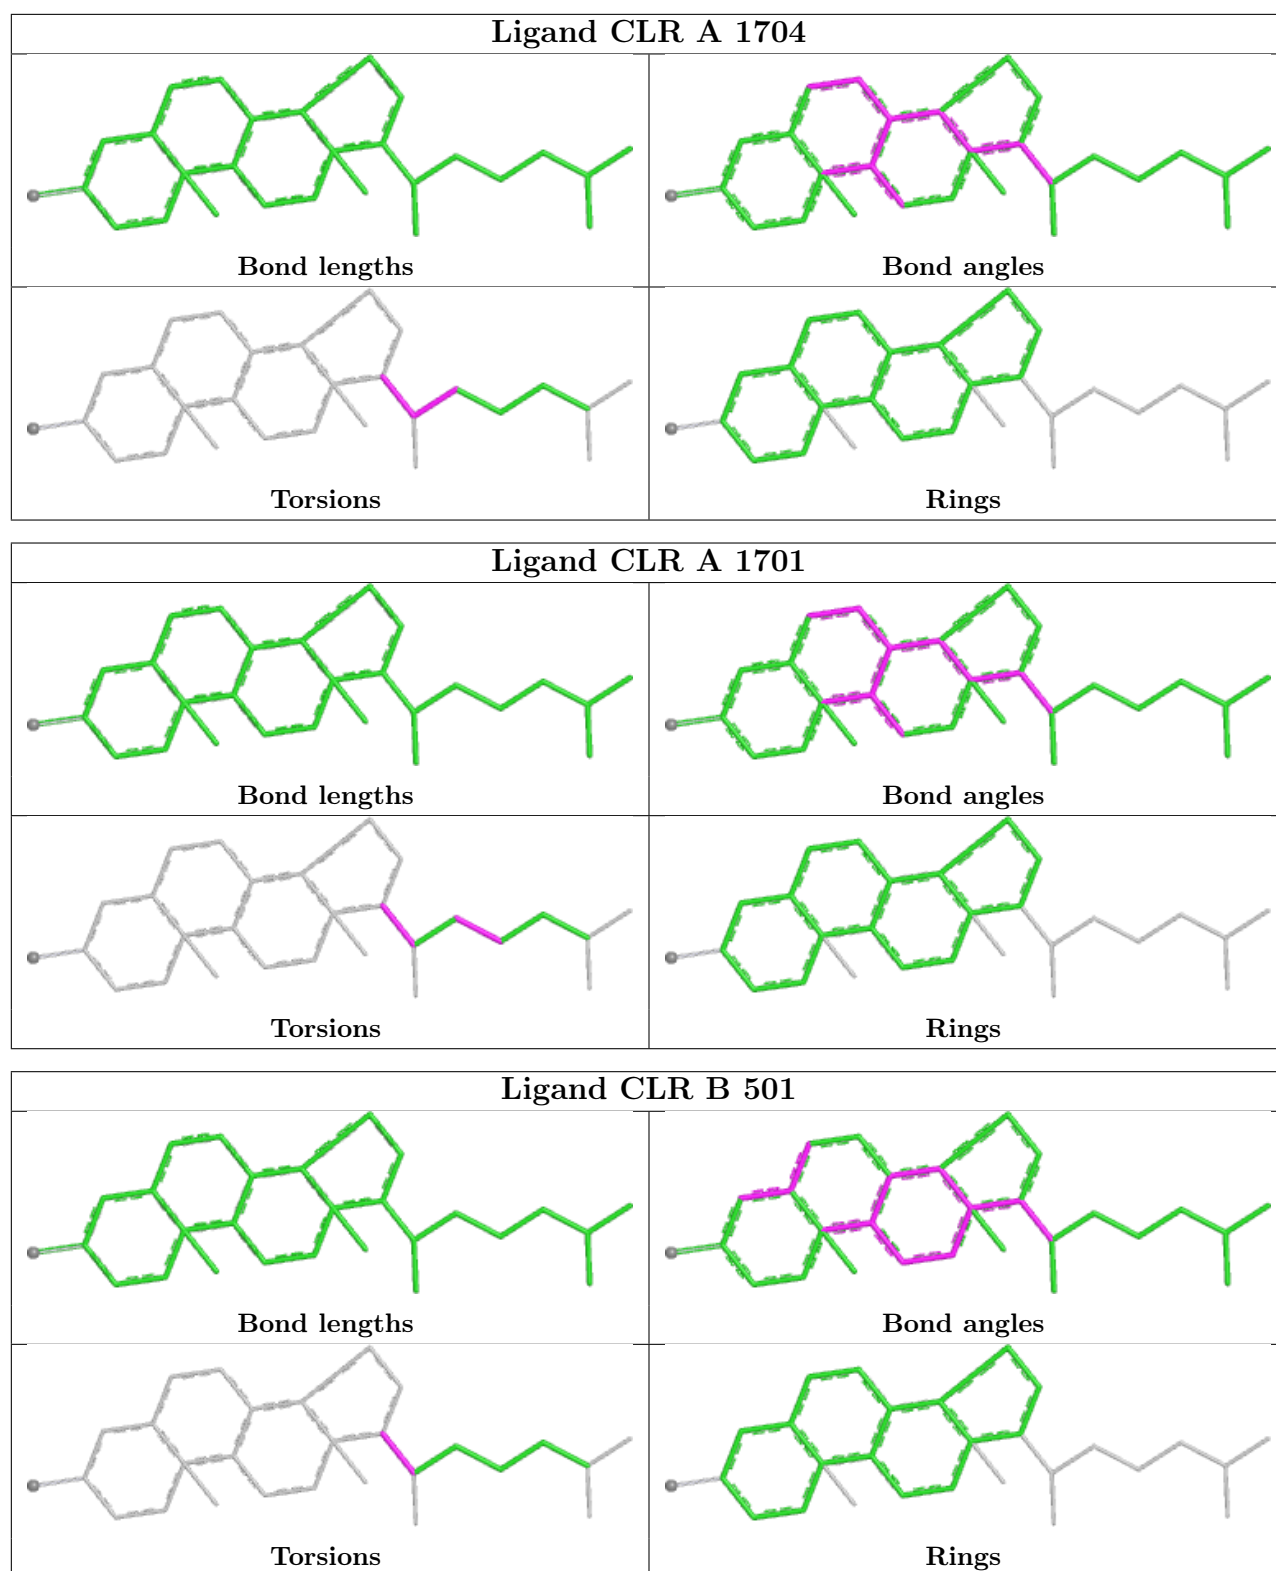 Ligand CLR A 1704
Bond lengths
Bond angles
Torsions
Rings
Ligand CLR A 1701
Bond lengths
Bond angles
Torsions
Rings
Ligand CLR B 501
Bond lengths
Bond angles
Torsions
Rings